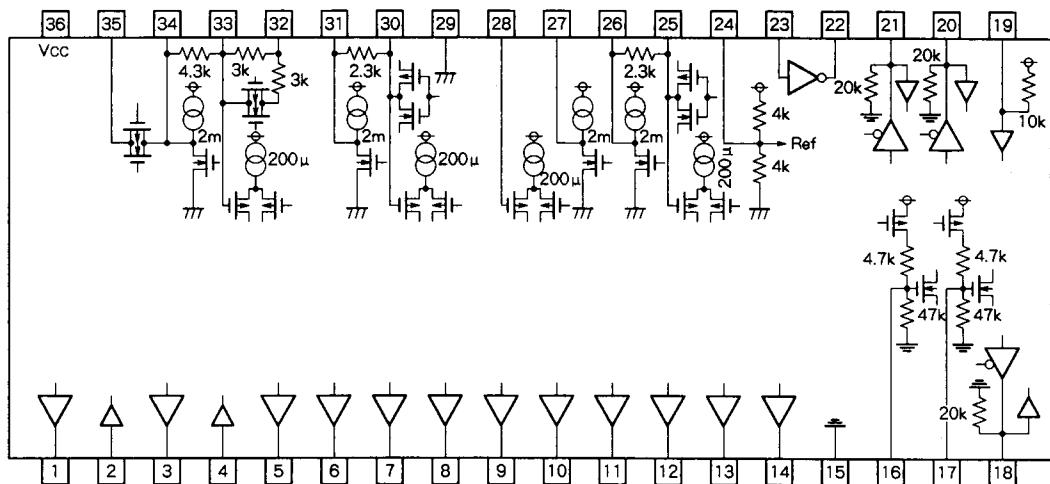 36 35 34 33 32 31 30 29 28 27 26 25 24 23 22 21 20 19
VCC
4.3k 3k 3k 2.3k 2.3k 20k 20k 10k
2m 2m 2m 4k Ref 4k
200μ 200μ 200μ 200μ
4.7k 4.7k
47k 47k
20k
1 2 3 4 5 6 7 8 9 10 11 12 13 14 15 16 17 18